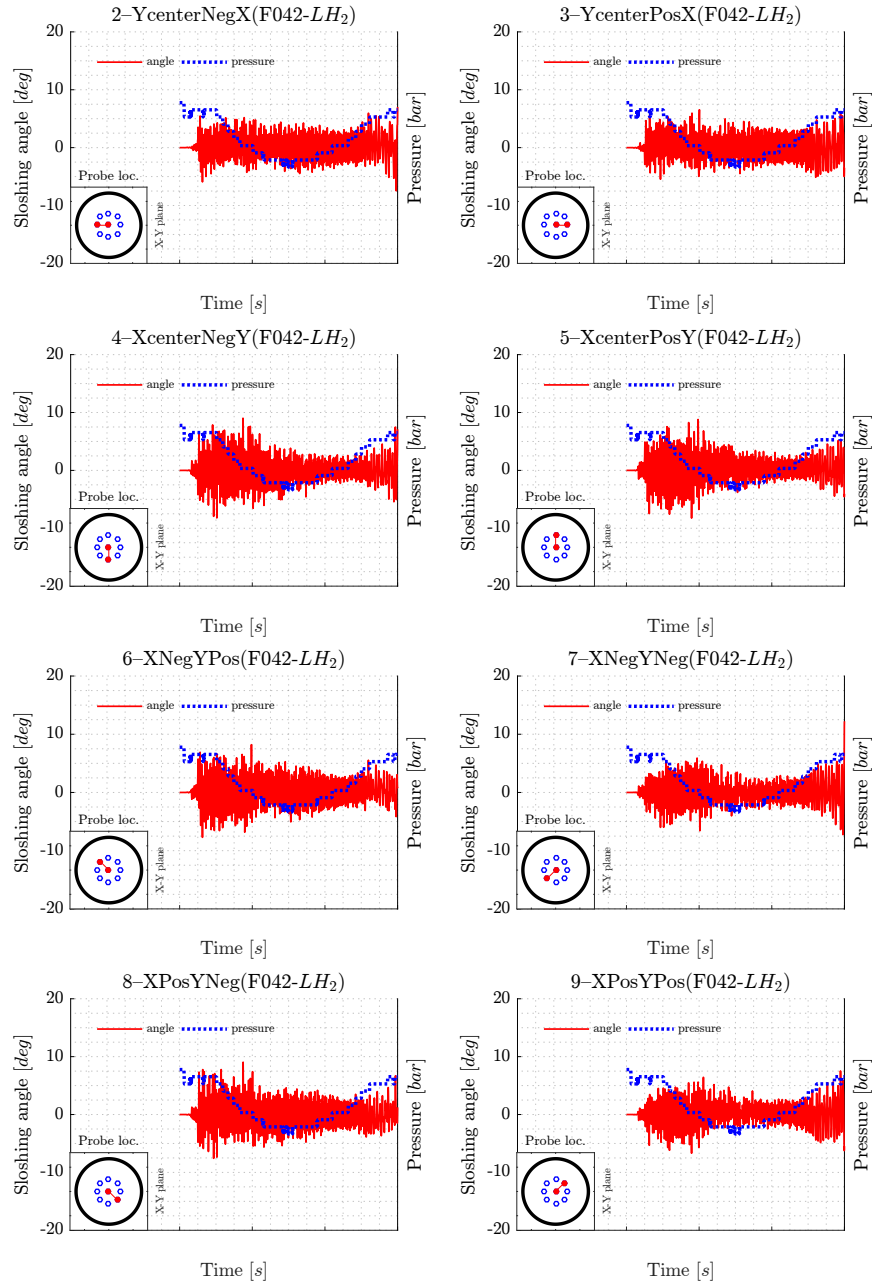 2–YcenterNegX(F042-LH2)
20
10
0
-10
-20
Sloshing angle [deg]
angle
pressure
Probe loc.
X-Y plane
Pressure [bar]
Time [s]
3–YcenterPosX(F042-LH2)
20
10
0
-10
-20
Sloshing angle [deg]
angle
pressure
Probe loc.
X-Y plane
Pressure [bar]
Time [s]
4–XcenterNegY(F042-LH2)
20
10
0
-10
-20
Sloshing angle [deg]
angle
pressure
Probe loc.
X-Y plane
Pressure [bar]
Time [s]
5–XcenterPosY(F042-LH2)
20
10
0
-10
-20
Sloshing angle [deg]
angle
pressure
Probe loc.
X-Y plane
Pressure [bar]
Time [s]
6–XNegYPos(F042-LH2)
20
10
0
-10
-20
Sloshing angle [deg]
angle
pressure
Probe loc.
X-Y plane
Pressure [bar]
Time [s]
7–XNegYNeg(F042-LH2)
20
10
0
-10
-20
Sloshing angle [deg]
angle
pressure
Probe loc.
X-Y plane
Pressure [bar]
Time [s]
8–XPosYNeg(F042-LH2)
20
10
0
-10
-20
Sloshing angle [deg]
angle
pressure
Probe loc.
X-Y plane
Pressure [bar]
Time [s]
9–XPosYPos(F042-LH2)
20
10
0
-10
-20
Sloshing angle [deg]
angle
pressure
Probe loc.
X-Y plane
Pressure [bar]
Time [s]